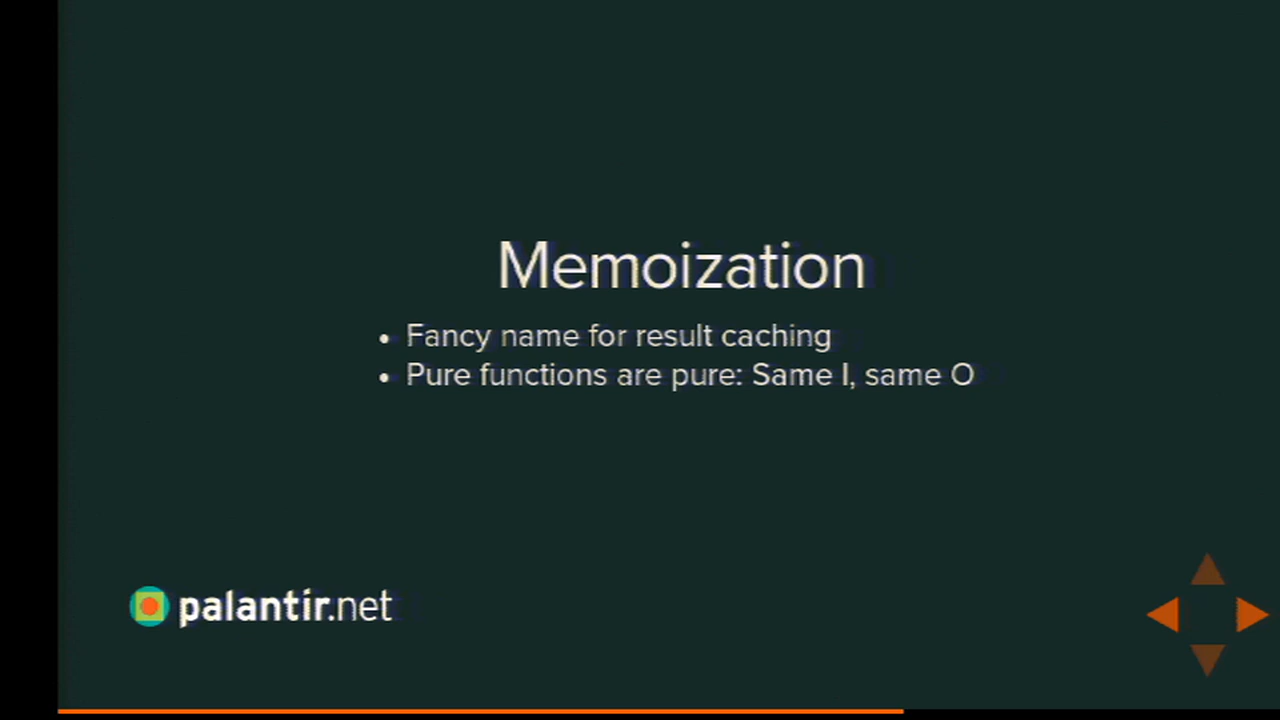 Memoization
Fancy name for result caching
Pure functions are pure: Same I, same O
palantir.net